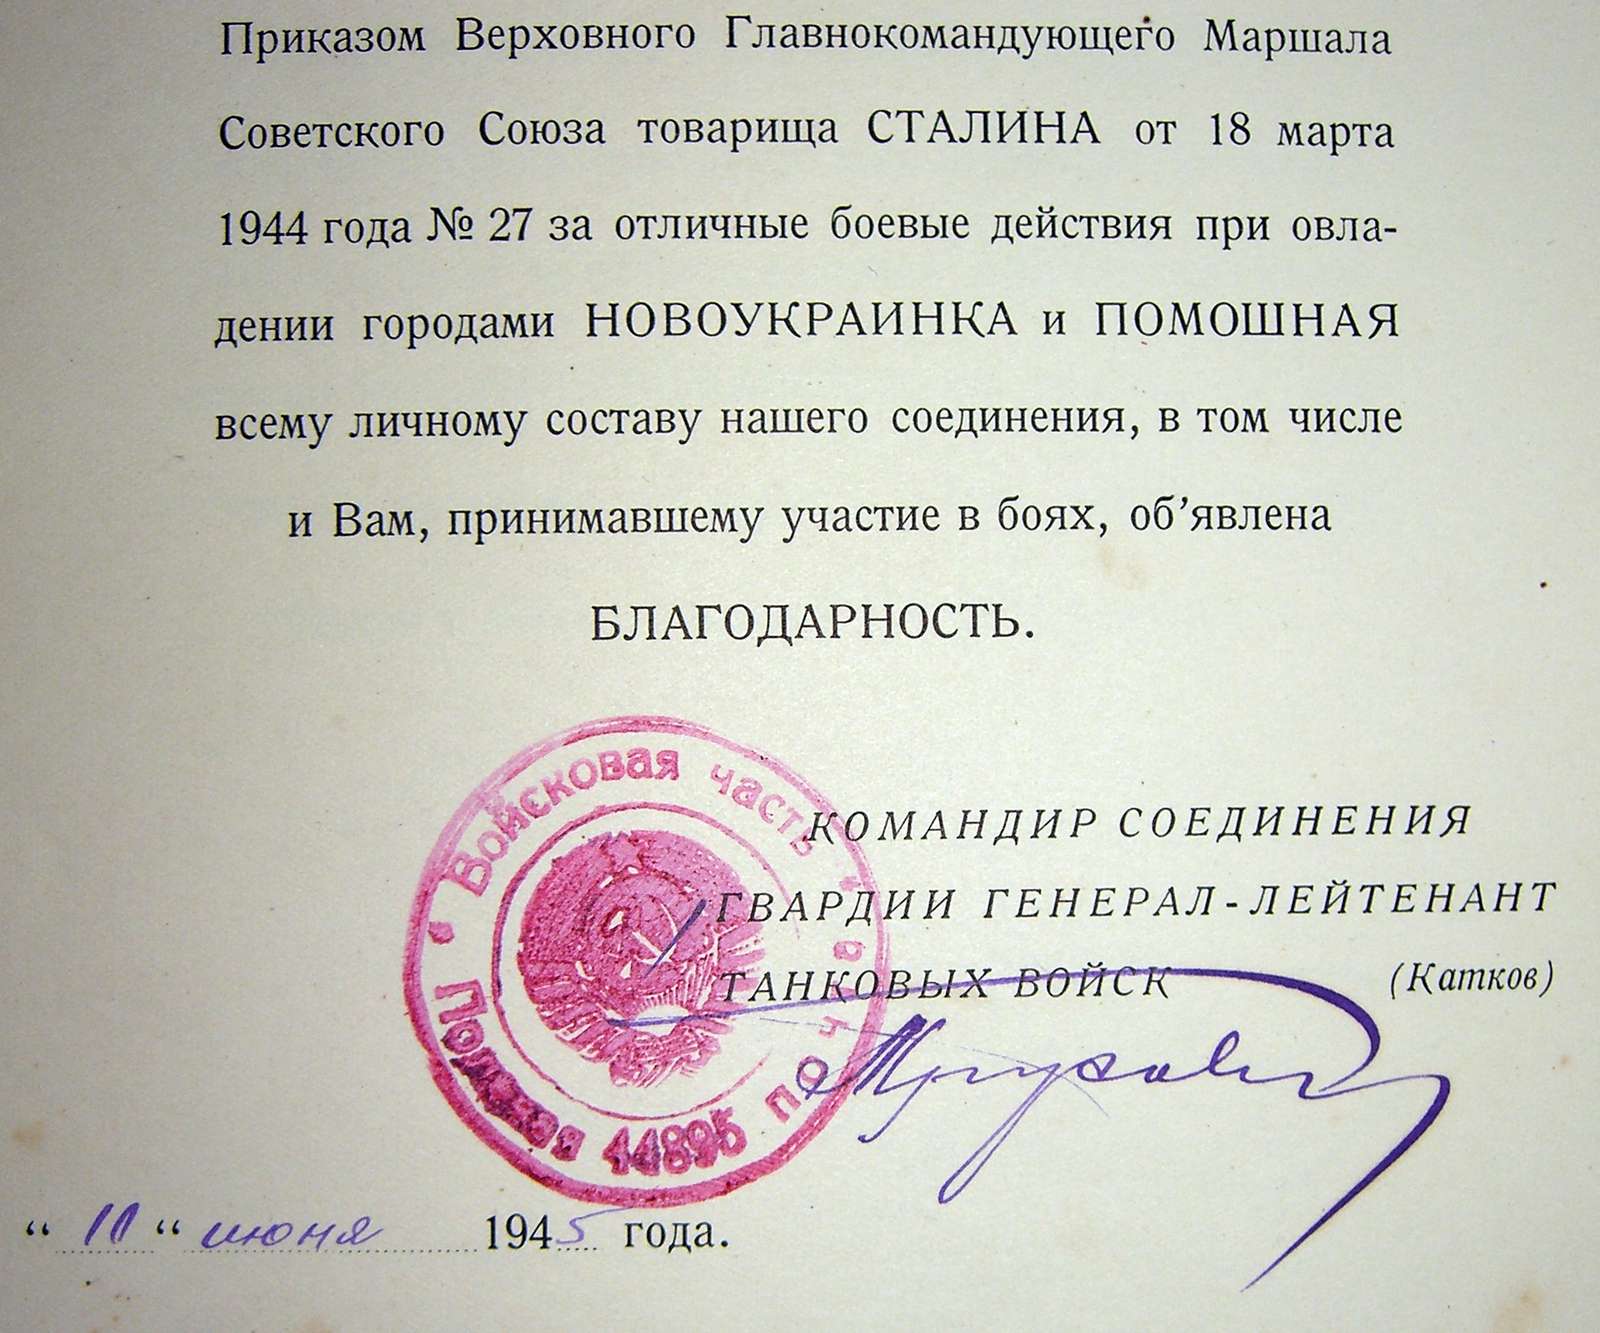 Приказом Верховного Главнокомандующего Маршала
Советского Союза товарища СТАЛИНА от 18 марта
1944 года № 27 за отличные боевые действия при овла-
дении городами НОВОУКРАИНКА и ПОМОШНАЯ
всему личному составу нашего соединения, в том числе
и Вам, принимавшему участие в боях, об’явлена
БЛАГОДАРНОСТЬ.
Войсковая часть
Полевая почта 44895
КОМАНДИР СОЕДИНЕНИЯ
ГВАРДИИ ГЕНЕРАЛ-ЛЕЙТЕНАНТ
ТАНКОВЫХ ВОЙСК (Катков)
“ 10 “ июня 1945 года.